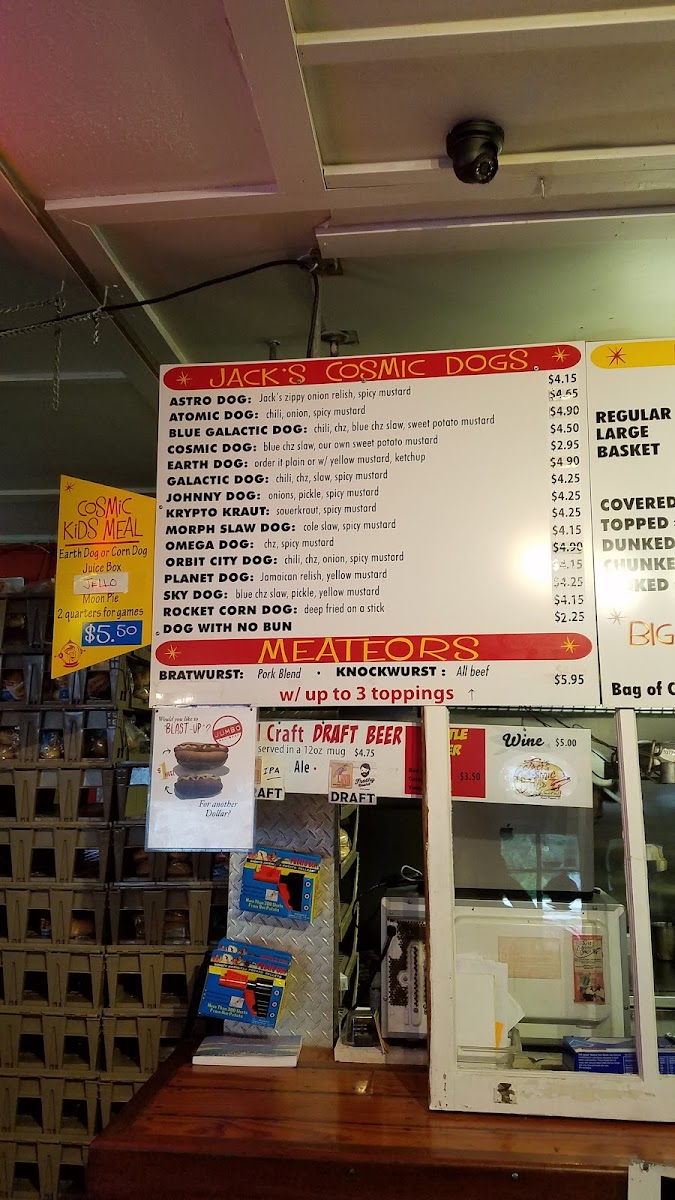 JACK'S COSMIC DOGS
ASTRO DOG: Jack's zippy onion relish, spicy mustard $4.15
ATOMIC DOG: chili, onion, spicy mustard $4.65
BLUE GALACTIC DOG: chili, chz, blue chz slaw, sweet potato mustard $4.90
COSMIC DOG: blue chz slaw, our own sweet potato mustard $4.50
EARTH DOG: order it plain or w/ yellow mustard, ketchup $2.95
GALACTIC DOG: chili, chz, slaw, spicy mustard $4.90
JOHNNY DOG: onions, pickle, spicy mustard $4.25
KRYPTO KRAUT: souerkraut, spicy mustard $4.25
MORPH SLAW DOG: cole slaw, spicy mustard $4.25
OMEGA DOG: chz, spicy mustard $4.15
ORBIT CITY DOG: chili, chz, onion, spicy mustard $4.90
PLANET DOG: Jamaican relish, yellow mustard $4.15
SKY DOG: blue chz slaw, pickle, yellow mustard $4.25
ROCKET CORN DOG: deep fried on a stick $4.15
DOG WITH NO BUN $2.25
MEATEORS
BRATWURST: Pork Blend • KNOCKWURST : All beef $5.95
w/ up to 3 toppings ↑
REGULAR
LARGE
BASKET
COVERED
TOPPED =
DUNKED
CHUNKE
KED =
BIG
Bag of C
COSMIC
KIDS MEAL
Earth Dog or Corn Dog
Juice Box
JELLO
Moon Pie
2 quarters for games
$5.50
Would you like to
"BLAST-UP"?
JUMBO
For another
Dollar?
l Craft DRAFT BEER
served in a 12oz mug $4.75
IPA
Ale •
AFT
DRAFT
TLE
ER
$3.50
Wine $5.00